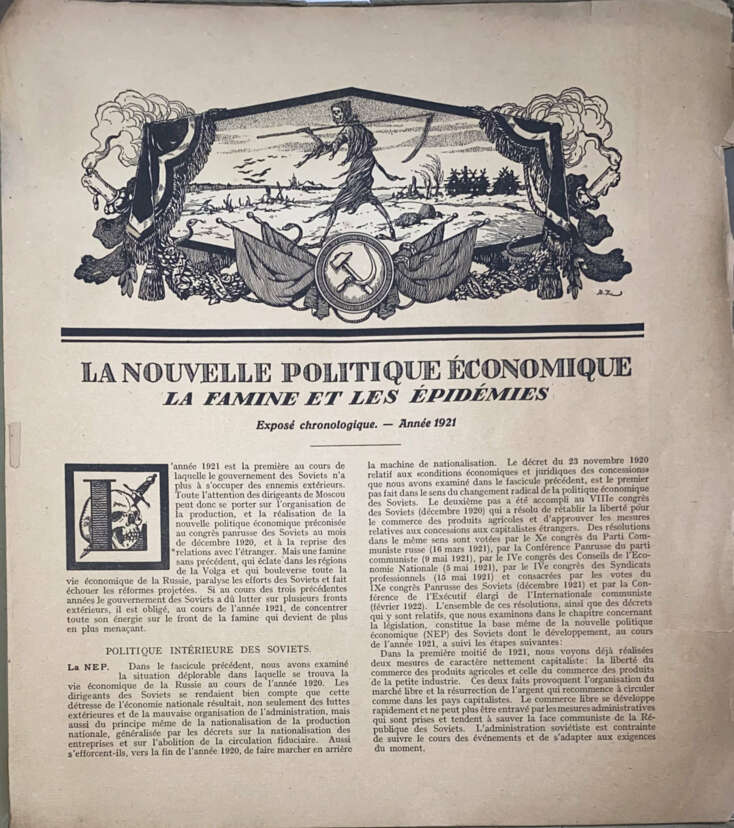 LA NOUVELLE POLITIQUE ÉCONOMIQUE
LA FAMINE ET LES ÉPIDÉMIES
Exposé chronologique. — Année 1921
L'année 1921 est la première au cours de
laquelle le gouvernement des Soviets n'a
plus à s'occuper des ennemis extérieurs.
Toute l'attention des dirigeants de Moscou
peut donc se porter sur l'organisation de
la production, et la réalisation de la
nouvelle politique économique préconisée
au congrès panrusse des Soviets au mois
de décembre 1920, et à la reprise des
relations avec l'étranger. Mais une famine
sans précédent, qui éclate dans les régions
de la Volga et qui bouleverse toute la
vie économique de la Russie, paralyse les efforts des Soviets et fait
échouer les réformes projetées. Si au cours des trois précédentes
années le gouvernement des Soviets a dû lutter sur plusieurs fronts
extérieurs, il est obligé, au cours de l'année 1921, de concentrer
toute son énergie sur le front de la famine qui devient de plus
en plus menaçant.
POLITIQUE INTÉRIEURE DES SOVIETS.
La NEP. Dans le fascicule précédent, nous avons examiné
la situation déplorable dans laquelle se trouva la
vie économique de la Russie au cours de l'année 1920. Les
dirigeants des Soviets se rendaient bien compte que cette
détresse de l'économie nationale résultait, non seulement des luttes
extérieures et de la mauvaise organisation de l'administration, mais
aussi du principe même de la nationalisation de la production
nationale, généralisée par les décrets sur la nationalisation des
entreprises et sur l'abolition de la circulation fiduciaire. Aussi
s'efforcent-ils, vers la fin de l'année 1920, de faire marcher en arrière
la machine de nationalisation. Le décret du 23 novembre 1920
relatif aux «conditions économiques et juridiques des concessions»
que nous avons examiné dans le fascicule précédent, est le premier
pas fait dans le sens du changement radical de la politique économique
des Soviets. Le deuxième pas a été accompli au VIIIe congrès
des Soviets (décembre 1920) qui a résolu de rétablir la liberté pour
le commerce des produits agricoles et d'approuver les mesures
relatives aux concessions aux capitalistes étrangers. Des résolutions
dans le même sens sont votées par le Xe congrès du Parti Com-
muniste russe (16 mars 1921), par la Conférence Panrusse du parti
communiste (9 mai 1921), par le IVe congrès des Conseils de l'Eco-
nomie Nationale (5 mai 1921), par le IVe congrès des Syndicats
professionnels (15 mai 1921) et consacrées par les votes du
IXe congrès Panrusse des Soviets (décembre 1921) et par la Con-
férence de l'Exécutif élargi de l'Internationale communiste
(février 1922). L'ensemble de ces résolutions, ainsi que des décrets
qui y sont relatifs, que nous examinons dans le chapitre concernant
la législation, constitue la base même de la nouvelle politique
économique (NEP) des Soviets dont le développement, au cours
de l'année 1921, a suivi les étapes suivantes:
Dans la première moitié de 1921, nous voyons déjà réalisées
deux mesures de caractère nettement capitaliste: la liberté du
commerce des produits agricoles et celle du commerce des produits
de la petite industrie. Ces deux faits provoquent l'organisation du
marché libre et la résurrection de l'argent qui recommence à circuler
comme dans les pays capitalistes. Le commerce libre se développe
rapidement et ne peut plus être entravé par les mesures administratives
qui sont prises et tendent à sauver la face communiste de la Ré-
publique des Soviets. L'administration soviétiste est contrainte
de suivre le cours des événements et de s'adapter aux exigences
du moment.